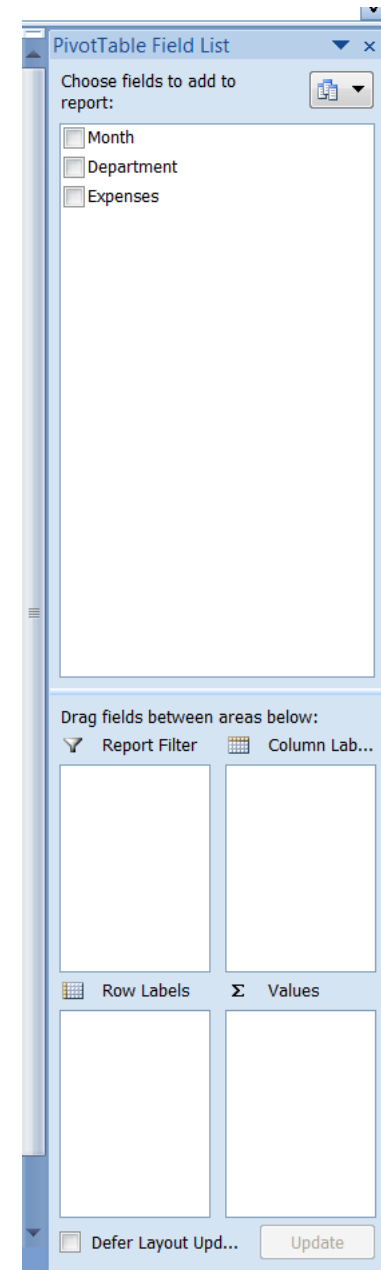 PivotTable Field List
Choose fields to add to
report:
Month
Department
Expenses
Drag fields between areas below:
Report Filter
Column Lab...
Row Labels
Σ Values
Defer Layout Upd...
Update